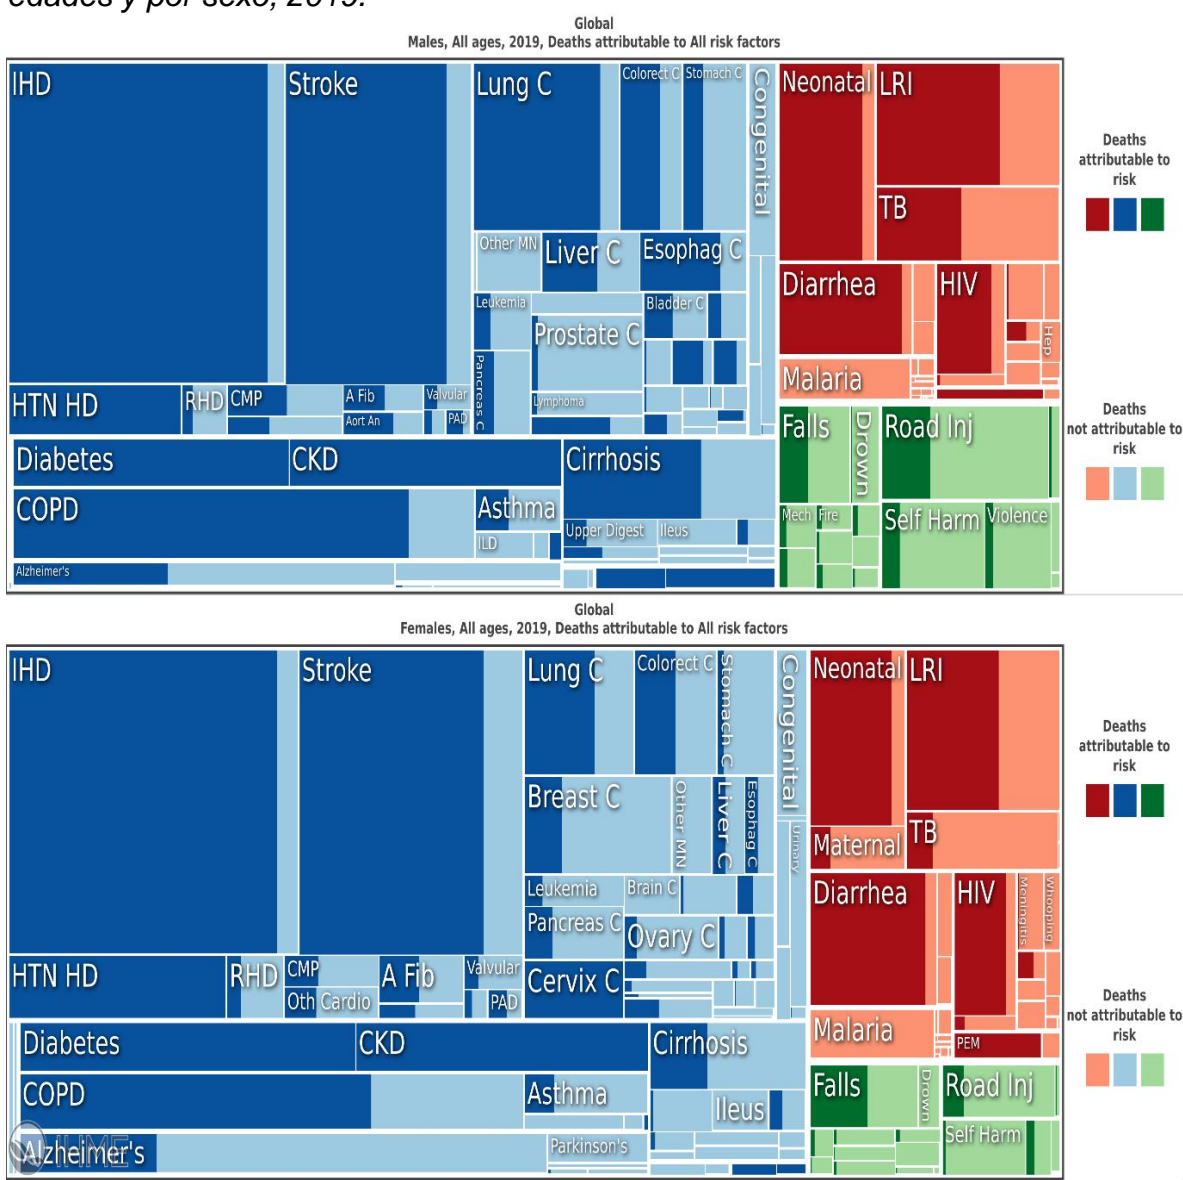 edades y por sexo, 2019.
Global
Males, All ages, 2019, Deaths attributable to All risk factors
IHD
Stroke
Lung C
Colorect C
Stomach C
Congenital
Neonatal
LRI
TB
Other MN
Liver C
Esophag C
Leukemia
Bladder C
Prostate C
Pancreas C
Lymphoma
Diarrhea
HIV
Hep
Malaria
HTN HD
RHD
CMP
A Fib
Aort An
Valvular
PAD
Falls
Drown
Road Inj
Diabetes
CKD
Cirrhosis
COPD
Asthma
ILD
Upper Digest
Ileus
Mech
Fire
Self Harm
Violence
Alzheimer's
Deaths
attributable to
risk
Deaths
not attributable to
risk
Global
Females, All ages, 2019, Deaths attributable to All risk factors
IHD
Stroke
Lung C
Colorect C
Stomach C
Congenital
Neonatal
LRI
Breast C
Other MN
Liver C
Esophag C
Urinary
Maternal
TB
Leukemia
Brain C
Pancreas C
Ovary C
Diarrhea
HIV
Meningitis
Whooping
HTN HD
RHD
CMP
Oth Cardio
A Fib
Valvular
PAD
Cervix C
Malaria
PEM
Diabetes
CKD
Cirrhosis
COPD
Asthma
Ileus
Falls
Drown
Road Inj
Alzheimer's
IHME
Parkinson's
Self Harm
Deaths
attributable to
risk
Deaths
not attributable to
risk